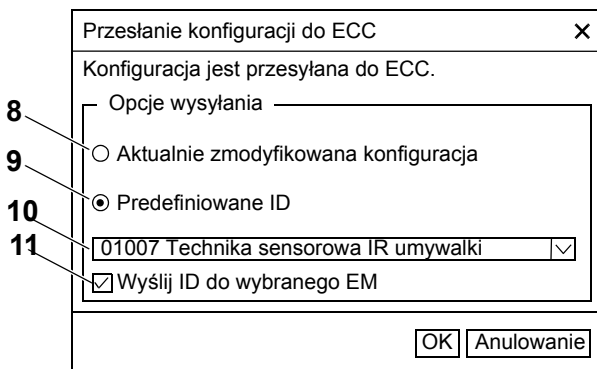 Przesłanie konfiguracji do ECC
Konfiguracja jest przesyłana do ECC.
Opcje wysyłania
8
Aktualnie zmodyfikowana konfiguracja
9
Predefiniowane ID
10
01007 Technika sensorowa IR umywalki
11
Wyślij ID do wybranego EM
OK Anulowanie